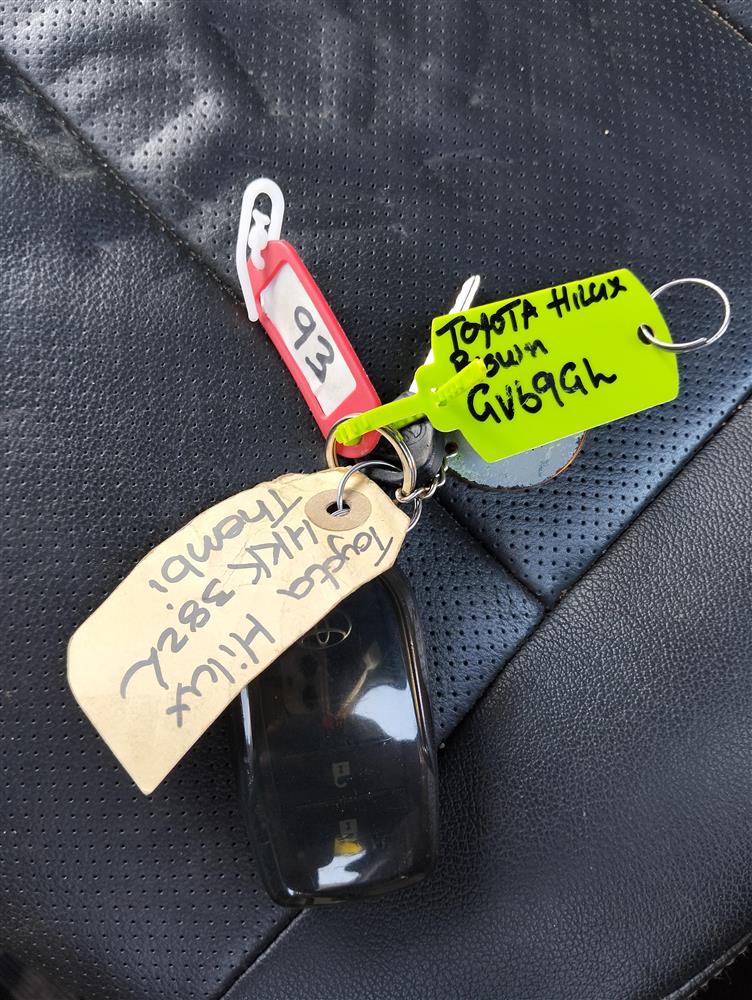 93
TOYOTA Hilux
Brown
GV69GL
Toyota Hilux
HKK 382L
Thembi